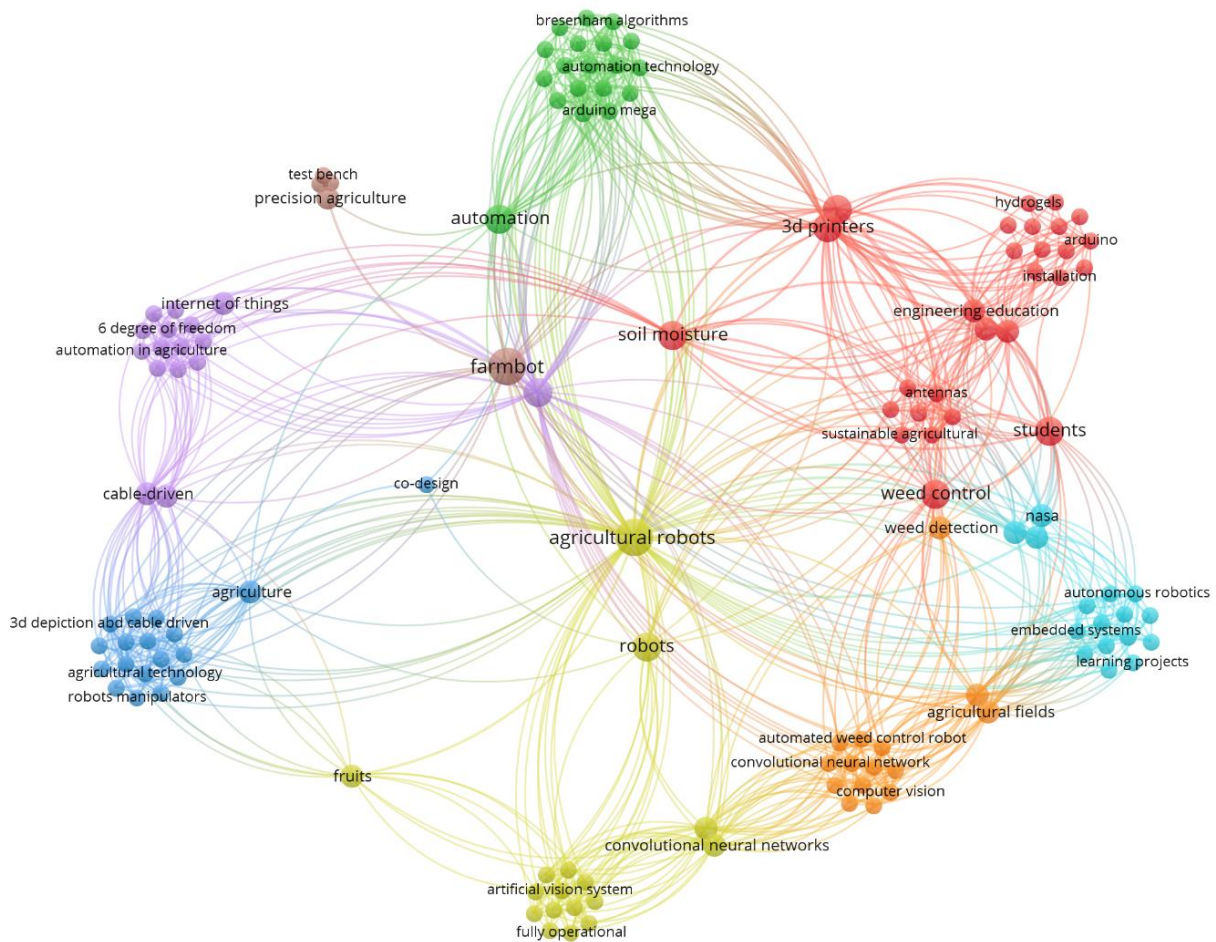 bresenham algorithms
automation technology
arduino mega
test bench
precision agriculture
automation
3d printers
hydrogels
arduino
installation
internet of things
6 degree of freedom
automation in agriculture
engineering education
soil moisture
farmbot
antennas
sustainable agricultural
students
cable-driven
co-design
weed control
nasa
weed detection
agricultural robots
agriculture
autonomous robotics
3d depiction abd cable driven
embedded systems
robots
learning projects
agricultural technology
robots manipulators
agricultural fields
automated weed control robot
convolutional neural network
fruits
computer vision
convolutional neural networks
artificial vision system
fully operational